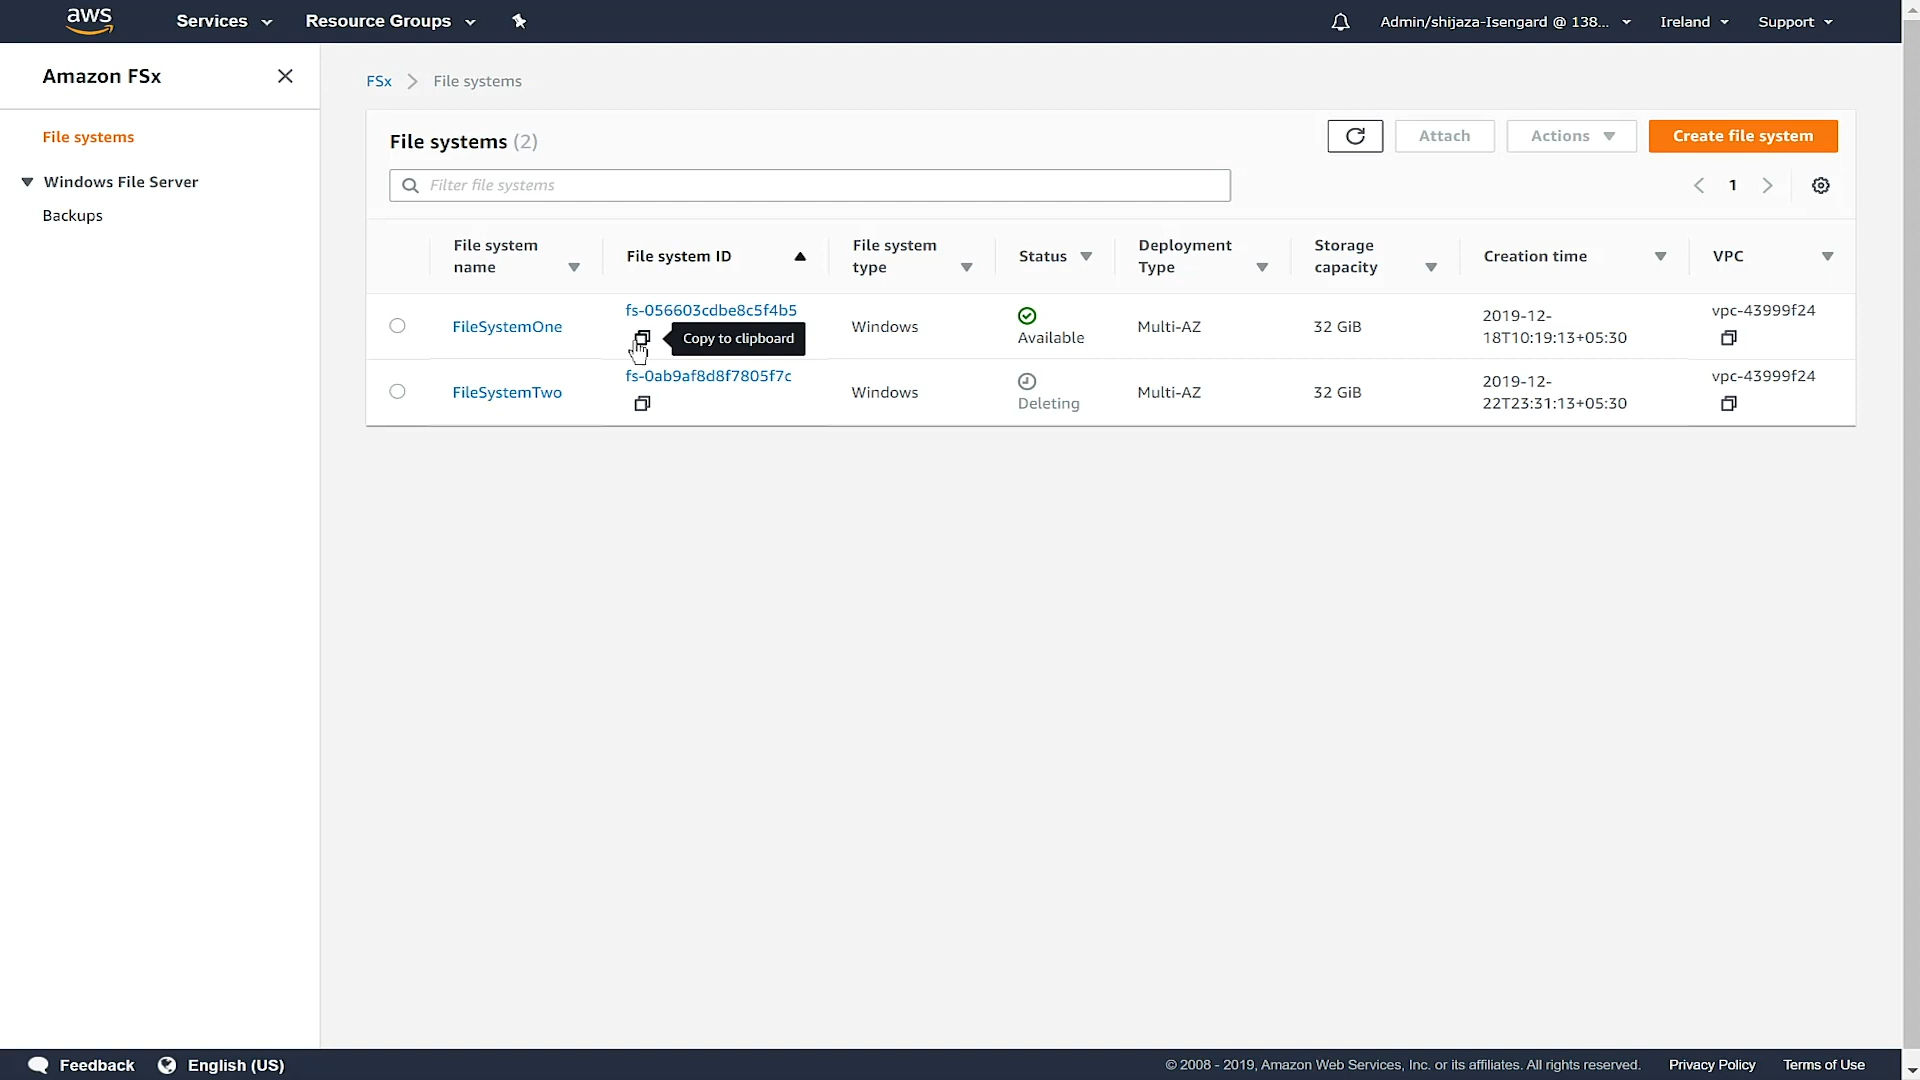 aws Services Resource Groups Admin/shijaza-Isengard @ 138... Ireland Support
Amazon FSx
File systems
Windows File Server
Backups
FSx File systems
File systems (2)
Attach Actions Create file system
Filter file systems
1
File system name File system ID File system type Status Deployment Type Storage capacity Creation time VPC
FileSystemOne fs-056603cdbe8c5f4b5 Windows Available Multi-AZ 32 GiB 2019-12-18T10:19:13+05:30 vpc-43999f24
Copy to clipboard
FileSystemTwo fs-0ab9af8d8f7805f7c Windows Deleting Multi-AZ 32 GiB 2019-12-22T23:31:13+05:30 vpc-43999f24
Feedback English (US) © 2008 - 2019, Amazon Web Services, Inc. or its affiliates. All rights reserved. Privacy Policy Terms of Use